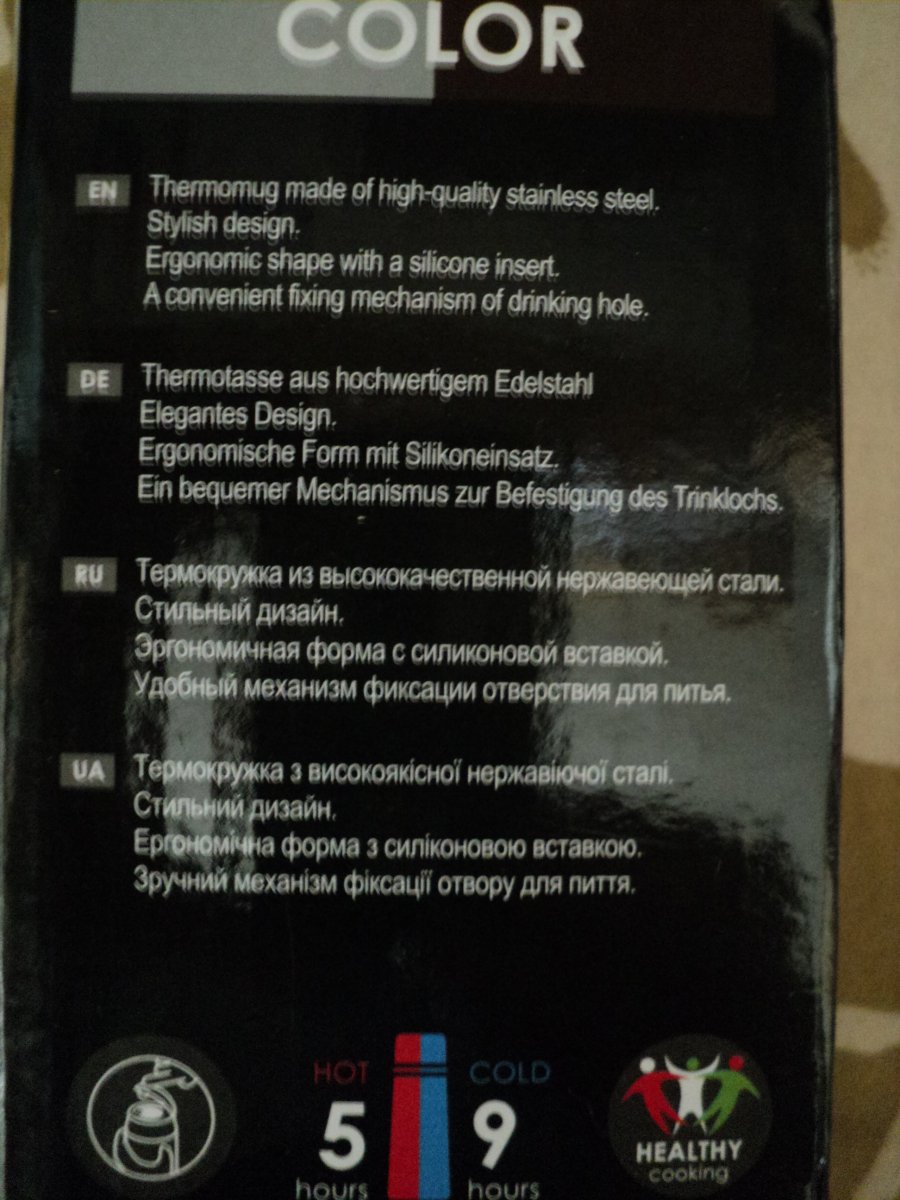 COLOR
EN Thermomug made of high-quality stainless steel.
Stylish design.
Ergonomic shape with a silicone insert.
A convenient fixing mechanism of drinking hole.
DE Thermotasse aus hochwertigem Edelstahl
Elegantes Design.
Ergonomische Form mit Silikoneinsatz.
Ein bequemer Mechanismus zur Befestigung des Trinklochs.
RU Термокружка из высококачественной нержавеющей стали.
Стильный дизайн.
Эргономичная форма с силиконовой вставкой.
Удобный механизм фиксации отверствия для питья.
UA Термокружка з високоякісної нержавіючої сталі.
Стильний дизайн.
Ергономічна форма з силіконовою вставкою.
Зручний механізм фіксації отвору для пиття.
HOT COLD
5 9
hours hours
HEALTHY
cooking